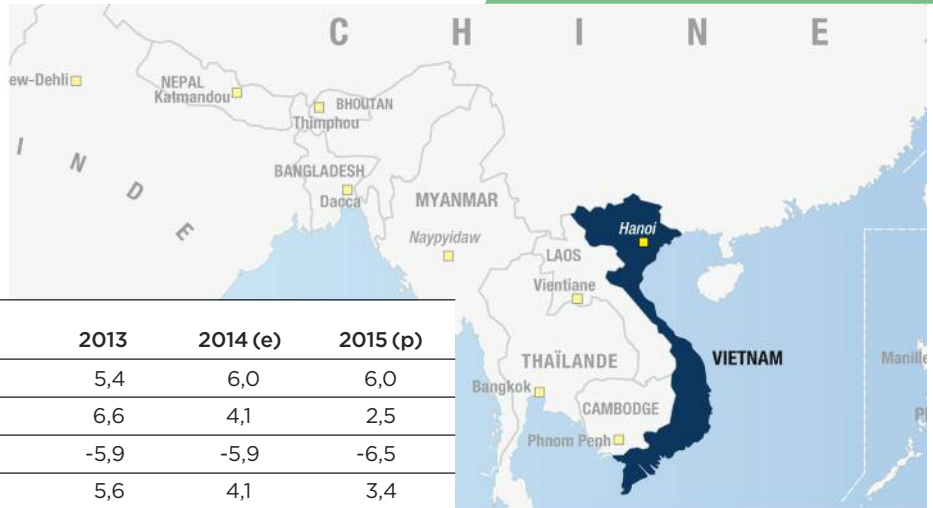 C H I N E
ew-Dehli
NEPAL
Katmandou
BHOUTAN
Thimphou
I N D E
BANGLADESH
Dacca
MYANMAR
Naypyidaw
Hanoi
LAOS
Vientiane
THAÏLANDE
VIETNAM
Manille
Bangkok
CAMBODGE
Phnom Penh
P
2013 2014 (e) 2015 (p)
5,4 6,0 6,0
6,6 4,1 2,5
-5,9 -5,9 -6,5
5,6 4,1 3,4